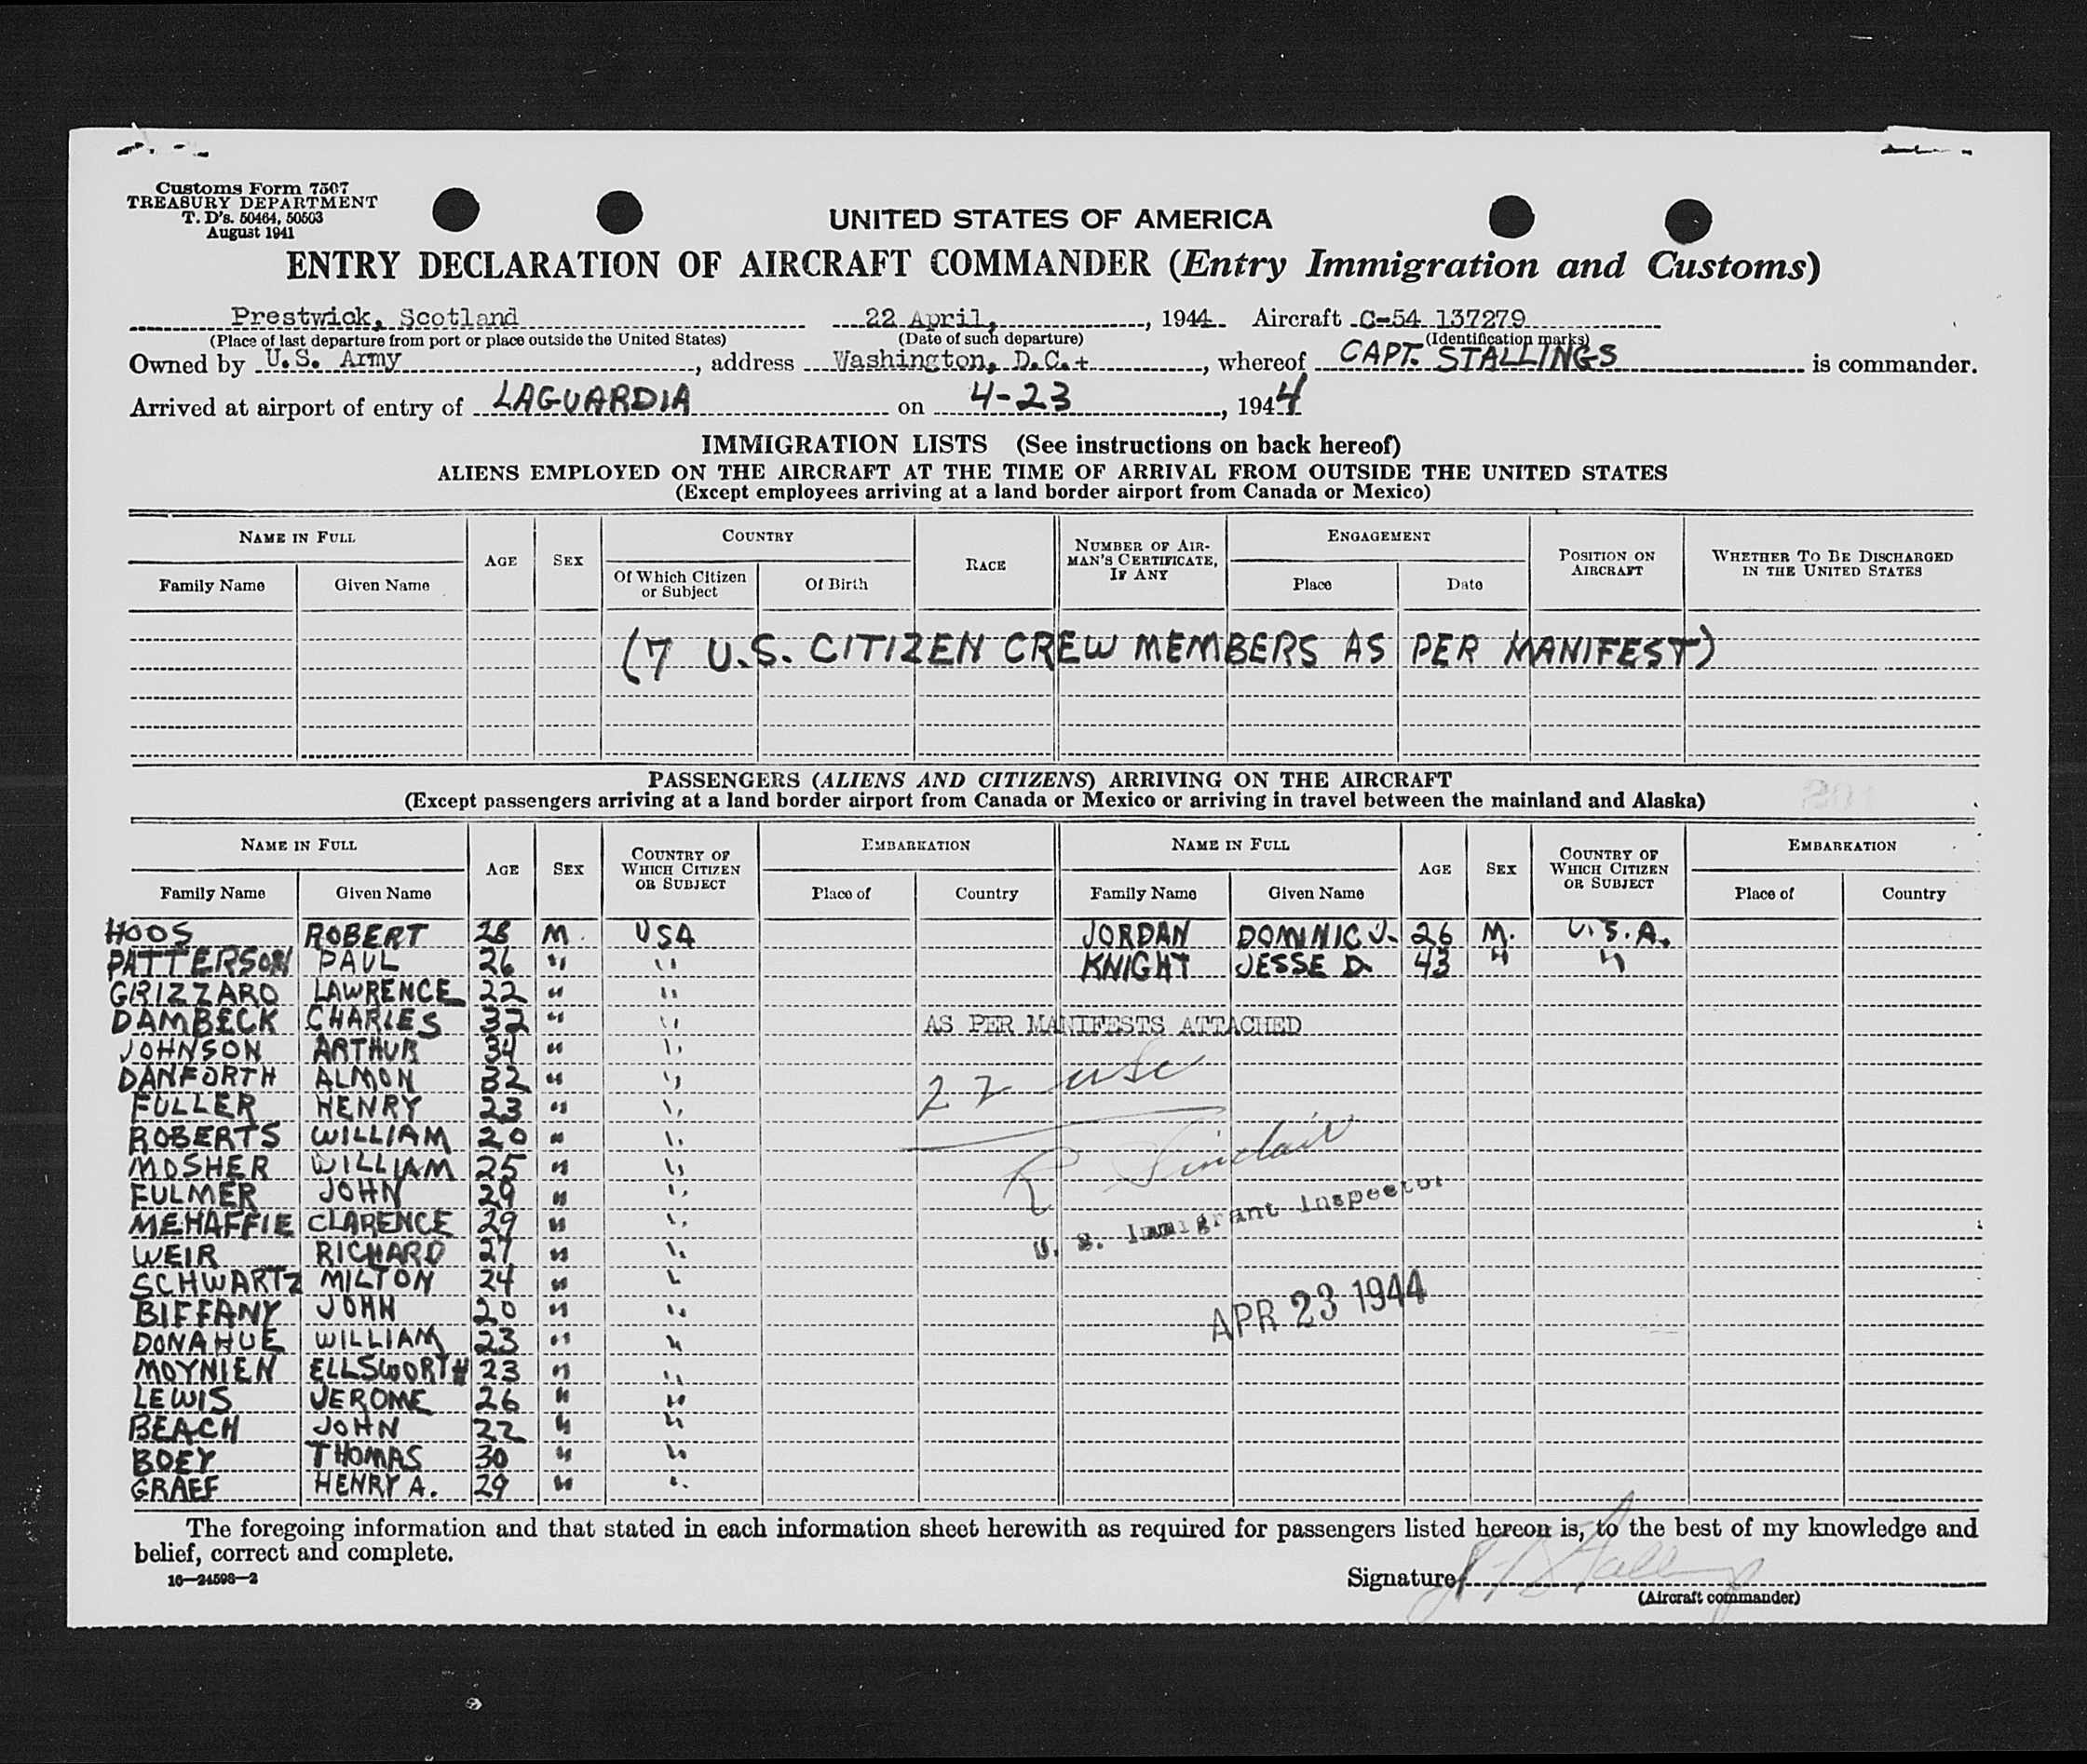 Customs Form 7507
TREASURY DEPARTMENT
T. D's. 50464, 50503
August 1941
UNITED STATES OF AMERICA
ENTRY DECLARATION OF AIRCRAFT COMMANDER (Entry Immigration and Customs)
Prestwick, Scotland 22 April, 1944 Aircraft C-54 137279
(Place of last departure from port or place outside the United States) (Date of such departure) (Identification marks)
Owned by U.S. Army, address Washington, D.C.+, whereof CAPT. STALLINGS is commander.
Arrived at airport of entry of LAGUARDIA on 4-23, 1944
IMMIGRATION LISTS (See instructions on back hereof)
ALIENS EMPLOYED ON THE AIRCRAFT AT THE TIME OF ARRIVAL FROM OUTSIDE THE UNITED STATES
(Except employees arriving at a land border airport from Canada or Mexico)
NAME IN FULL AGE SEX COUNTRY RACE NUMBER OF AIRMAN'S CERTIFICATE, IF ANY ENGAGEMENT POSITION ON AIRCRAFT WHETHER TO BE DISCHARGED IN THE UNITED STATES
Family Name Given Name Of Which Citizen or Subject Of Birth Place Date
(7 U.S. CITIZEN CREW MEMBERS AS PER MANIFEST)
PASSENGERS (ALIENS AND CITIZENS) ARRIVING ON THE AIRCRAFT
(Except passengers arriving at a land border airport from Canada or Mexico or arriving in travel between the mainland and Alaska)
NAME IN FULL AGE SEX COUNTRY OF WHICH CITIZEN OR SUBJECT EMBARKATION NAME IN FULL AGE SEX COUNTRY OF WHICH CITIZEN OR SUBJECT EMBARKATION
Family Name Given Name Place of Country Family Name Given Name Place of Country
HOOS ROBERT 28 M. USA JORDAN DOMINIC J. 26 M. U.S.A.
PATTERSON PAUL 26 " " KNIGHT JESSE D. 43 " "
GRIZZARD LAWRENCE 22 " "
DAMBECK CHARLES 32 " " AS PER MANIFESTS ATTACHED
JOHNSON ARTHUR 34 " "
DANFORTH ALMON 32 " " 22 USC
FULLER HENRY 23 " "
ROBERTS WILLIAM 20 " " R Sinclair
MOSHER WILLIAM 25 " "
FULMER JOHN 29 " " U. S. Immigrant Inspector
MEHAFFIE CLARENCE 29 " "
WEIR RICHARD 27 " "
SCHWARTZ MILTON 24 " "
BIFFANY JOHN 20 " " APR 23 1944
DONAHUE WILLIAM 23 " "
MOYNIEN ELLSWORTH 23 " "
LEWIS JEROME 26 " "
BEACH JOHN 22 " "
BOEY THOMAS 30 " "
GRAEF HENRY A. 29 " "
The foregoing information and that stated in each information sheet herewith as required for passengers listed hereon is, to the best of my knowledge and
belief, correct and complete.
16—24598—2
Signature Stallings
(Aircraft commander)